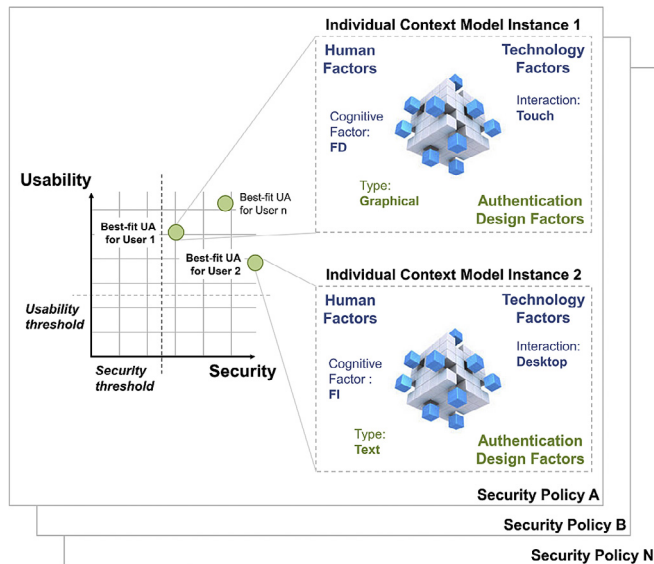 Individual Context Model Instance 1
Human
Factors
Technology
Factors
Cognitive
Factor:
FD
Interaction:
Touch
Type:
Graphical
Authentication
Design Factors
Usability
Best-fit UA
for User n
Best-fit UA
for User 1
Best-fit UA
for User 2
Usability
threshold
Security
threshold
Security
Individual Context Model Instance 2
Human
Factors
Technology
Factors
Cognitive
Factor :
FI
Interaction:
Desktop
Type:
Text
Authentication
Design Factors
Security Policy A
Security Policy B
Security Policy N